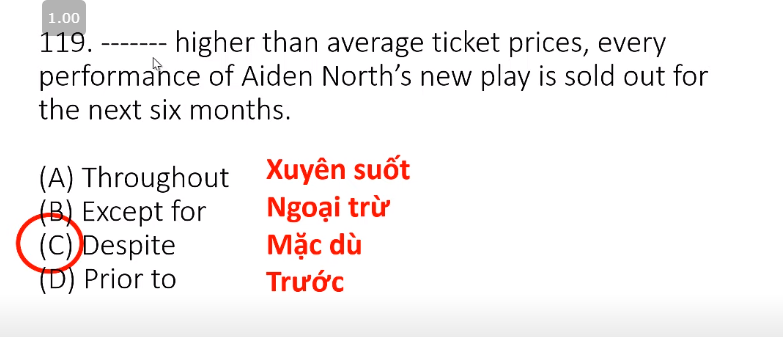 1.00
119. ------- higher than average ticket prices, every
performance of Aiden North’s new play is sold out for
the next six months.
(A) Throughout Xuyên suốt
(B) Except for Ngoại trừ
(C) Despite Mặc dù
(D) Prior to Trước